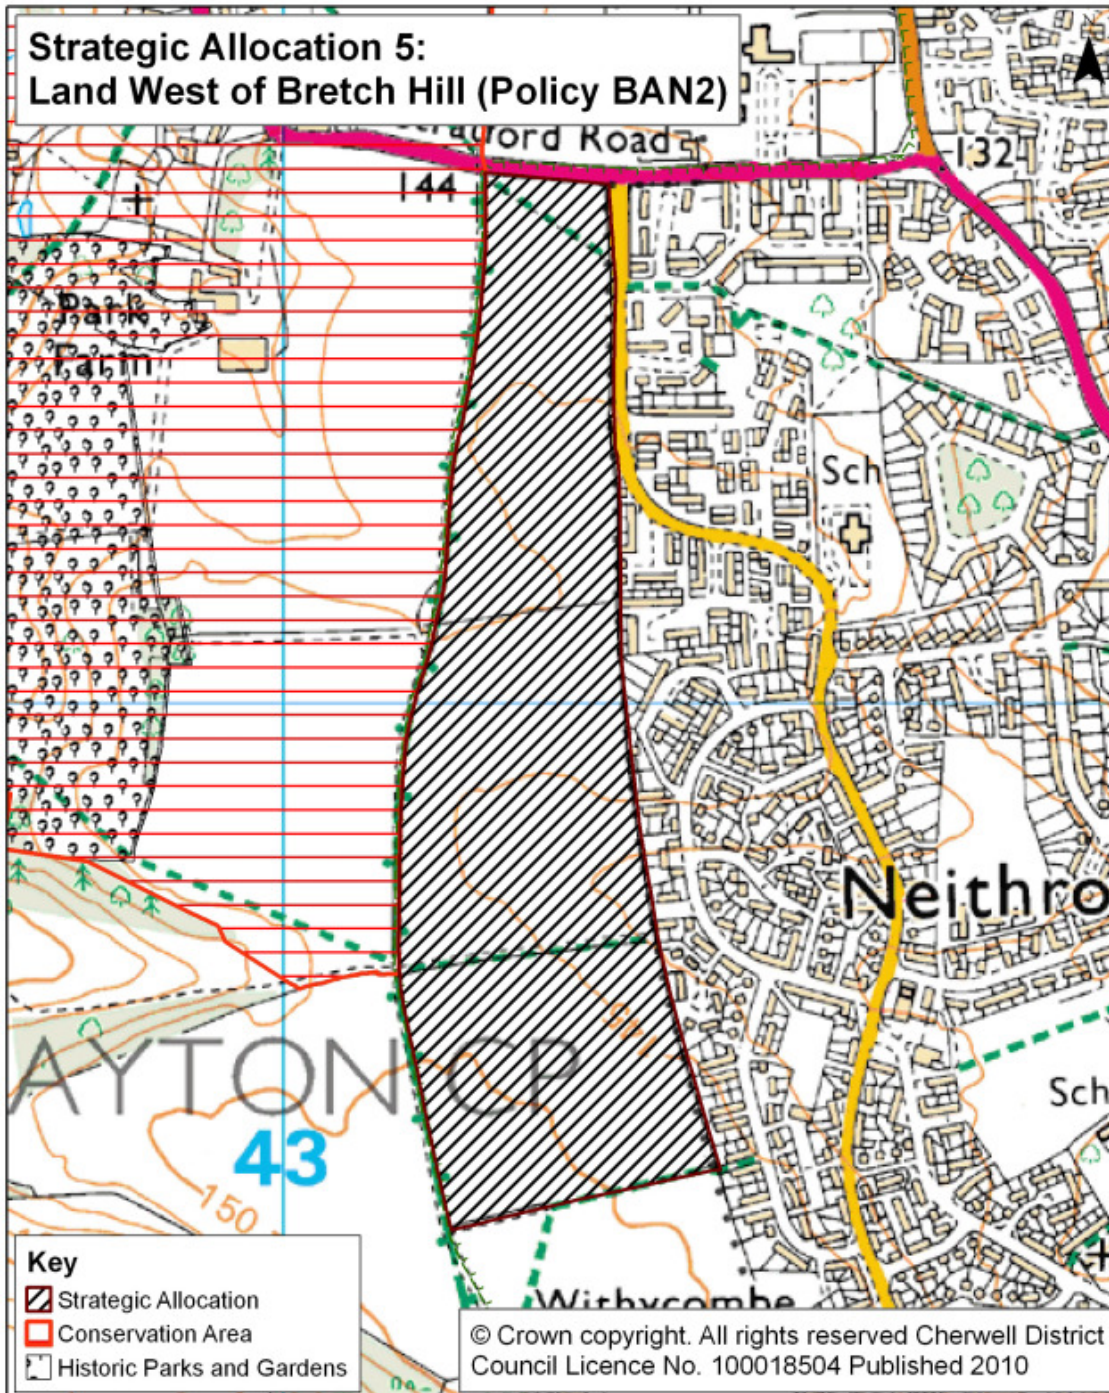 Strategic Allocation 5:
Land West of Bretch Hill (Policy BAN2)
ford Road
144
132
Park
Farm
Sch
Neithro
145
AYTON CP
43
Sch
150
Withycombe
Key
Strategic Allocation
Conservation Area
Historic Parks and Gardens
© Crown copyright. All rights reserved Cherwell District
Council Licence No. 100018504 Published 2010